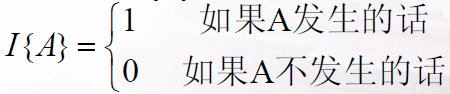 I{A} = { 1 如果A发生的话
0 如果A不发生的话